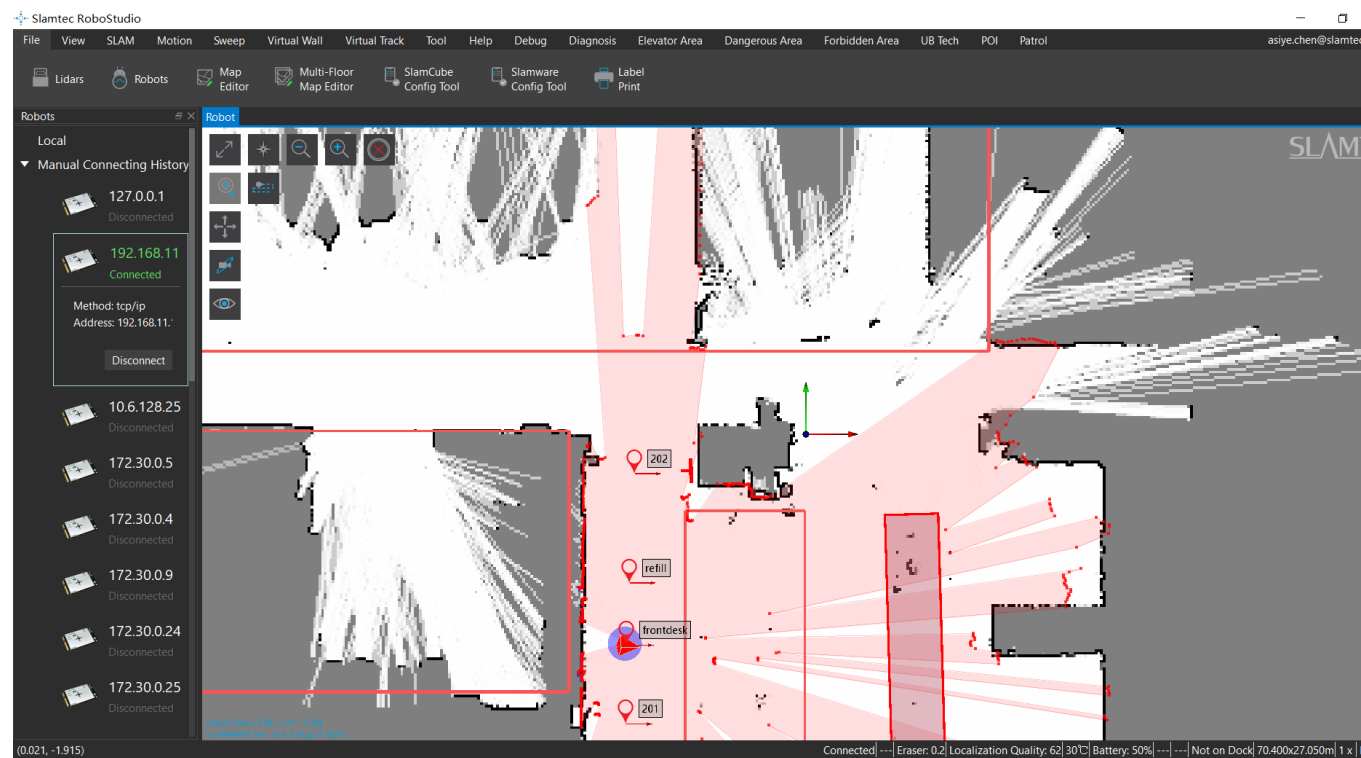 Slamtec RoboStudio
File View SLAM Motion Sweep Virtual Wall Virtual Track Tool Help Debug Diagnosis Elevator Area Dangerous Area Forbidden Area UB Tech POI Patrol asiye.chen@slamtec
Lidars
Robots
Map
Editor
Multi-Floor
Map Editor
SlamCube
Config Tool
Slamware
Config Tool
Label
Print
Robots
Robot
Local
Manual Connecting History
127.0.0.1
Disconnected
192.168.11
Connected
Method: tcp/ip
Address: 192.168.11.
Disconnect
10.6.128.25
Disconnected
172.30.0.5
Disconnected
172.30.0.4
Disconnected
172.30.0.9
Disconnected
172.30.0.24
Disconnected
172.30.0.25
Disconnected
SLAM
202
refill
frontdesk
201
(0.021, -1.915)
Connected --- Eraser: 0.2 Localization Quality: 62 30℃ Battery: 50% --- --- Not on Dock 70.400x27.050m 1 x